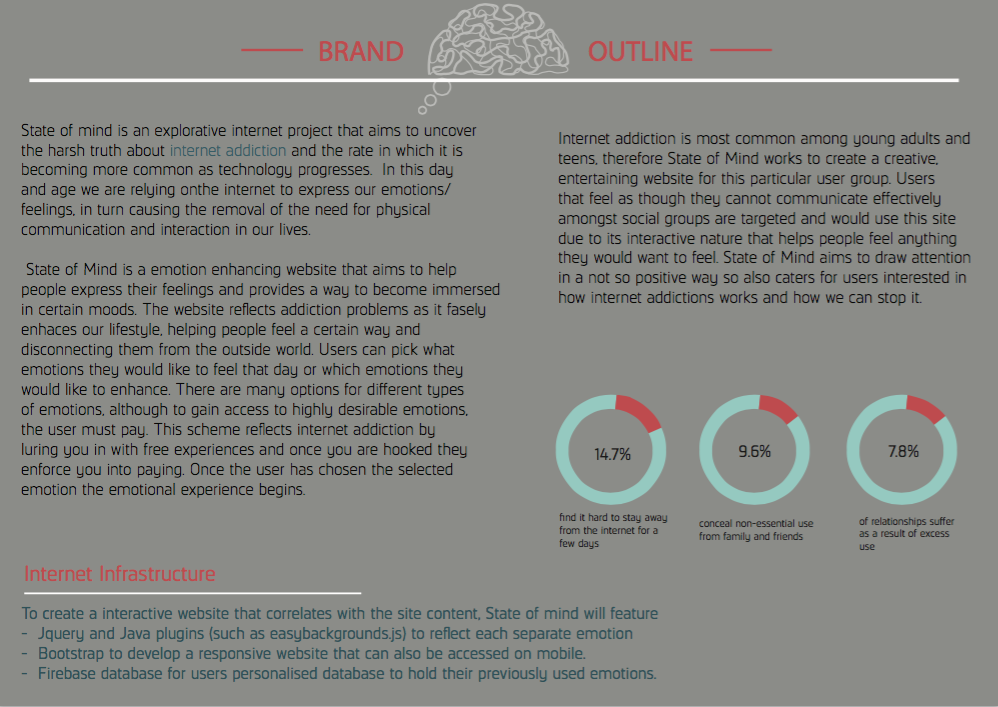 BRAND OUTLINE
State of mind is an explorative internet project that aims to uncover
the harsh truth about internet addiction and the rate in which it is
becoming more common as technology progresses.  In this day
and age we are relying onthe internet to express our emotions/
feelings, in turn causing the removal of the need for physical
communication and interaction in our lives.
State of Mind is a emotion enhancing website that aims to help
people express their feelings and provides a way to become immersed
in certain moods. The website reflects addiction problems as it fasely
enhaces our lifestyle, helping people feel a certain way and
disconnecting them from the outside world. Users can pick what
emotions they would like to feel that day or which emotions they
would like to enhance. There are many options for different types
of emotions, although to gain access to highly desirable emotions,
the user must pay. This scheme reflects internet addiction by
luring you in with free experiences and once you are hooked they
enforce you into paying. Once the user has chosen the selected
emotion the emotional experience begins.
Internet addiction is most common among young adults and
teens, therefore State of Mind works to create a creative,
entertaining website for this particular user group. Users
that feel as though they cannot communicate effectively
amongst social groups are targeted and would use this site
due to its interactive nature that helps people feel anything
they would want to feel. State of Mind aims to draw attention
in a not so positive way so also caters for users interested in
how internet addictions works and how we can stop it.
14.7%
find it hard to stay away
from the internet for a
few days
9.6%
conceal non-essential use
from family and friends
7.8%
of relationships suffer
as a result of excess
use
Internet Infrastructure
To create a interactive website that correlates with the site content, State of mind will feature
- Jquery and Java plugins (such as easybackgrounds.js) to reflect each separate emotion
- Bootstrap to develop a responsive website that can also be accessed on mobile.
- Firebase database for users personalised database to hold their previously used emotions.